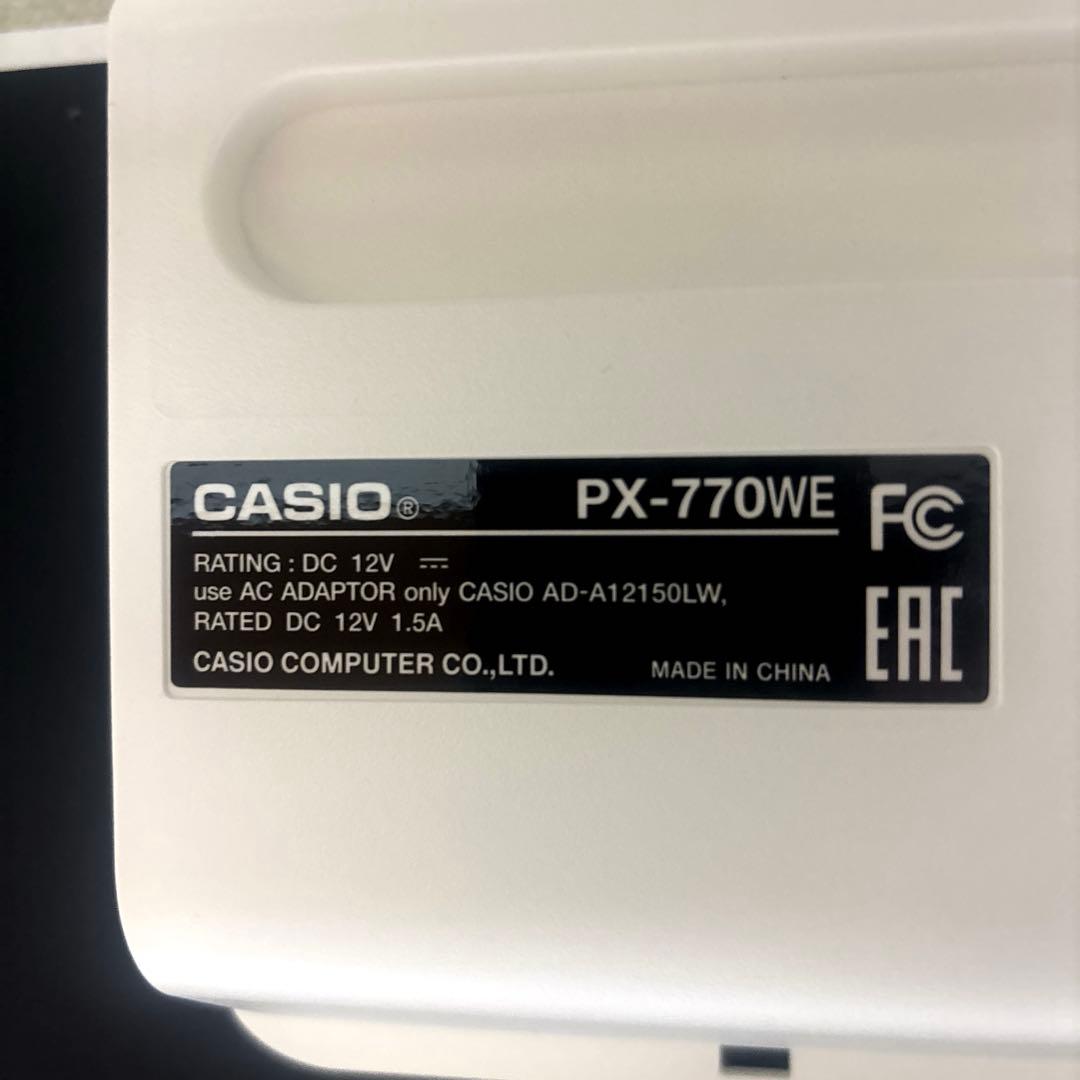 CASIO® PX-770WE FC
RATING : DC 12V ⎓
use AC ADAPTOR only CASIO AD-A12150LW,
RATED DC 12V 1.5A
EAC
CASIO COMPUTER CO.,LTD. MADE IN CHINA